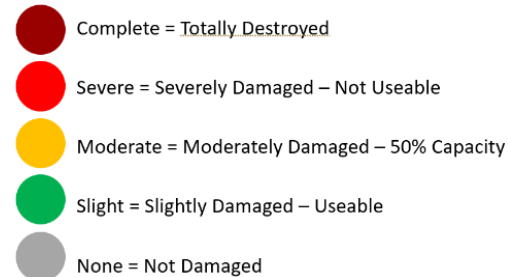 Complete = Totally Destroyed
Severe = Severely Damaged – Not Useable
Moderate = Moderately Damaged – 50% Capacity
Slight = Slightly Damaged – Useable
None = Not Damaged